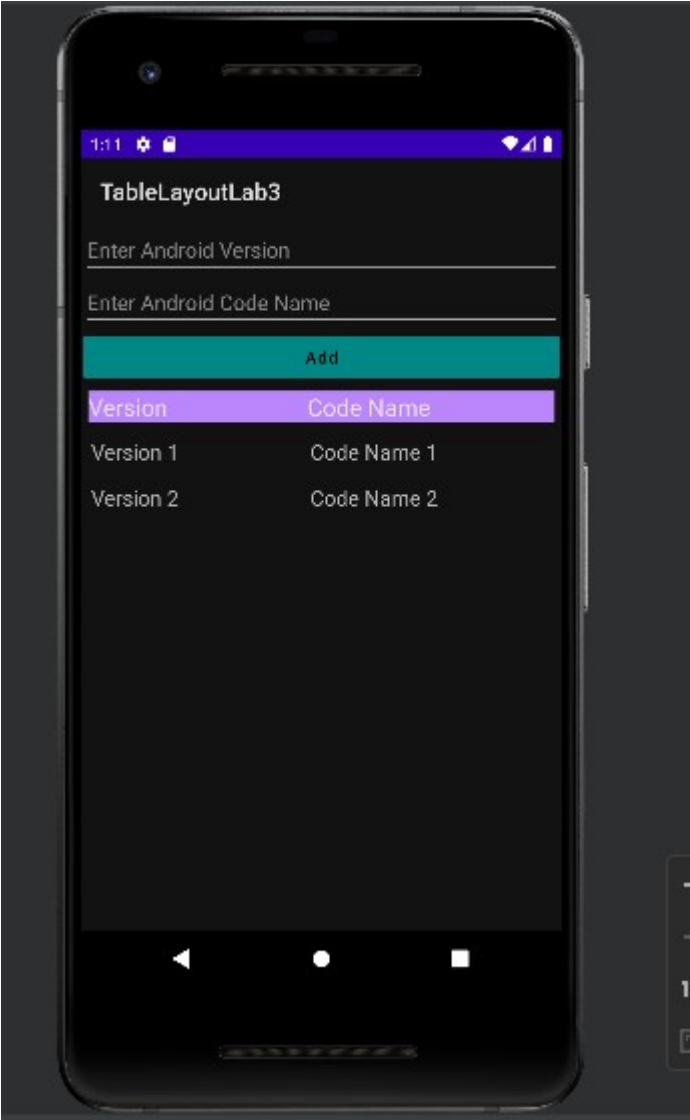 1:11
TableLayoutLab3
Enter Android Version
Enter Android Code Name
Add
Version Code Name
Version 1 Code Name 1
Version 2 Code Name 2